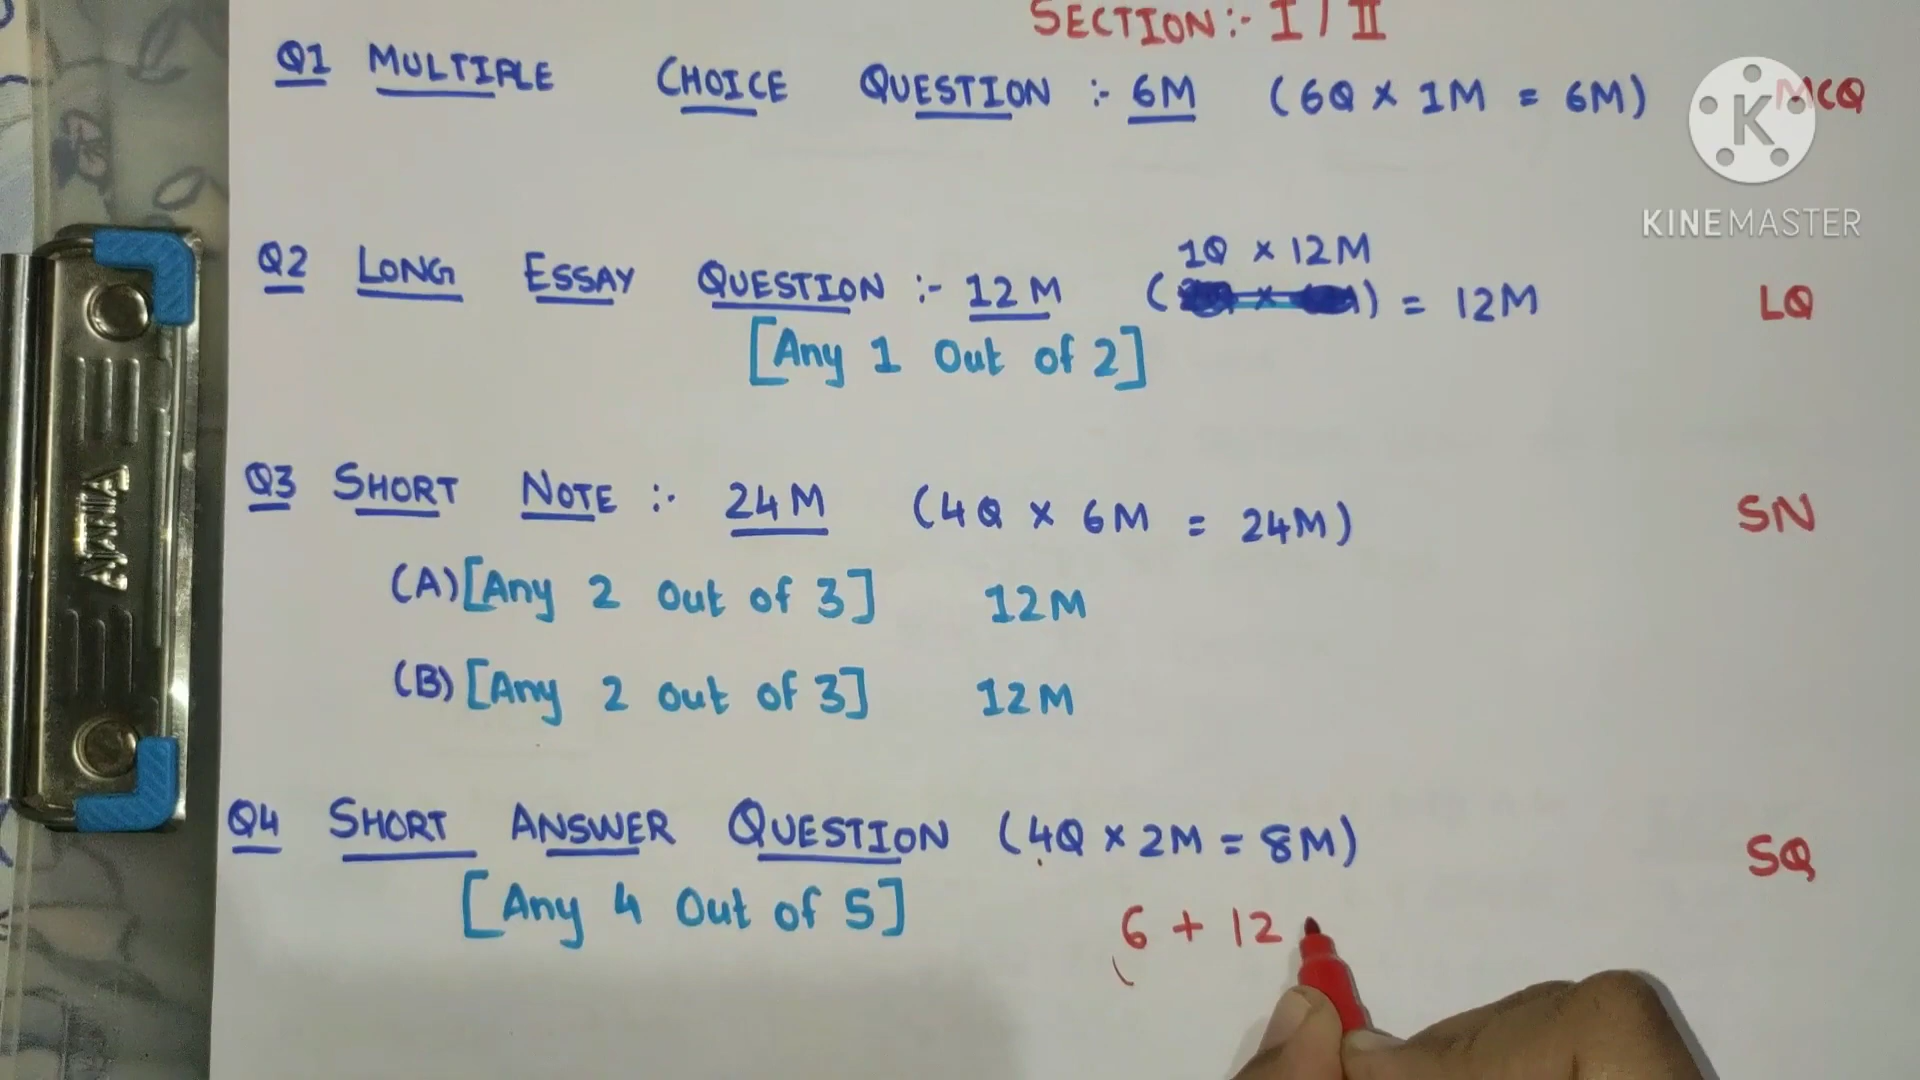 SECTION:- I / II
Q1 MULTIPLE CHOICE QUESTION :- 6M (6Q × 1M = 6M) MCQ
K
KINEMASTER
1Q × 12M
Q2 LONG ESSAY QUESTION :- 12M ( × ) = 12M LQ
[Any 1 Out of 2]
Q3 SHORT NOTE :- 24M (4Q × 6M = 24M) SN
(A) [Any 2 Out of 3] 12M
(B) [Any 2 out of 3] 12M
Q4 SHORT ANSWER QUESTION (4Q × 2M = 8M) SQ
[Any 4 Out of 5]
6 + 12
AJANTA